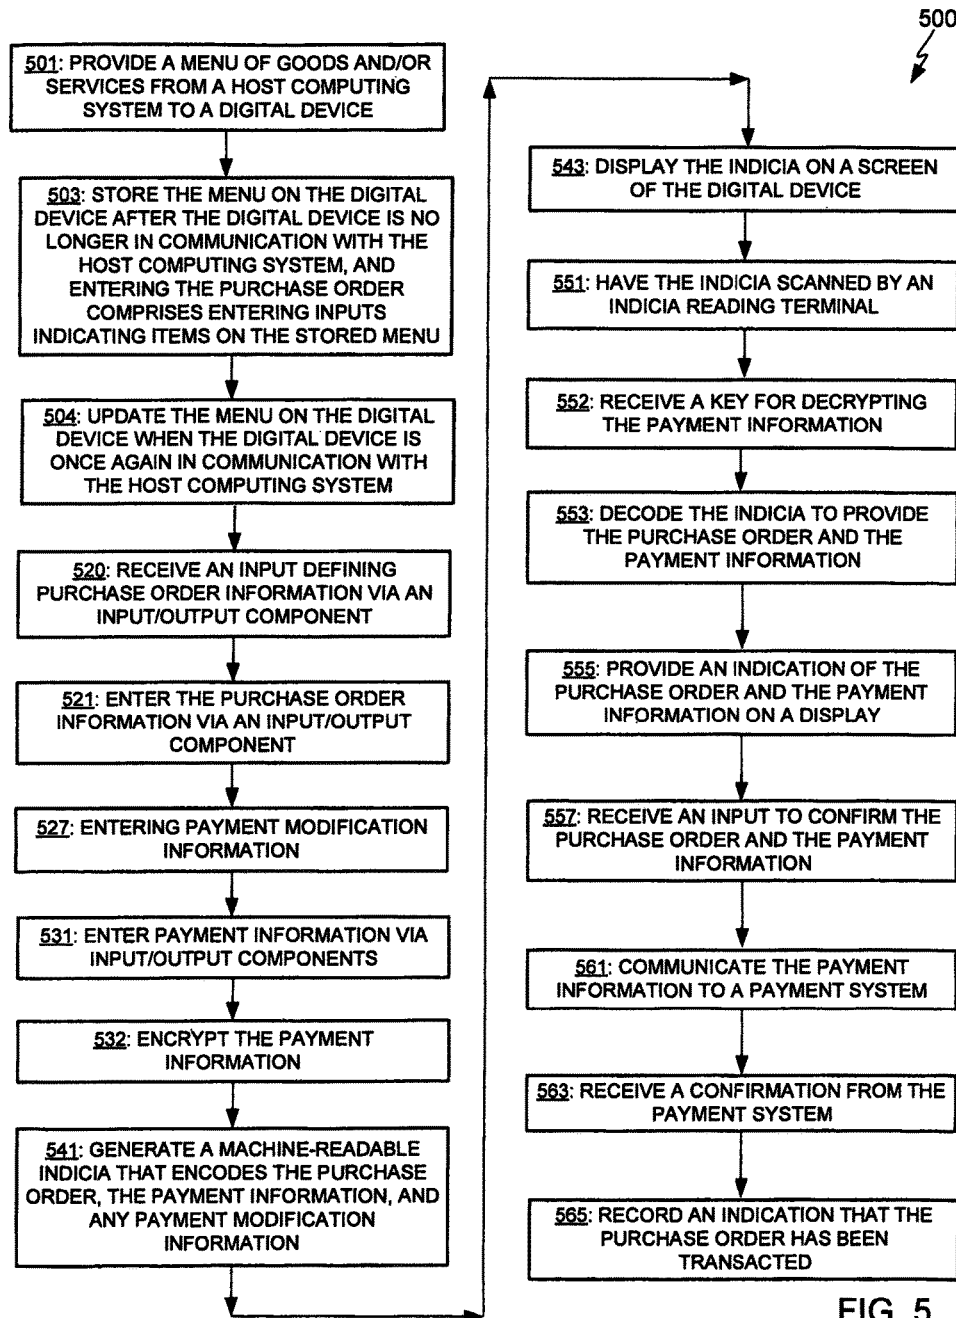 500
501: PROVIDE A MENU OF GOODS AND/OR
SERVICES FROM A HOST COMPUTING
SYSTEM TO A DIGITAL DEVICE
503: STORE THE MENU ON THE DIGITAL
DEVICE AFTER THE DIGITAL DEVICE IS NO
LONGER IN COMMUNICATION WITH THE
HOST COMPUTING SYSTEM, AND
ENTERING THE PURCHASE ORDER
COMPRISES ENTERING INPUTS
INDICATING ITEMS ON THE STORED MENU
504: UPDATE THE MENU ON THE DIGITAL
DEVICE WHEN THE DIGITAL DEVICE IS
ONCE AGAIN IN COMMUNICATION WITH
THE HOST COMPUTING SYSTEM
520: RECEIVE AN INPUT DEFINING
PURCHASE ORDER INFORMATION VIA AN
INPUT/OUTPUT COMPONENT
521: ENTER THE PURCHASE ORDER
INFORMATION VIA AN INPUT/OUTPUT
COMPONENT
527: ENTERING PAYMENT MODIFICATION
INFORMATION
531: ENTER PAYMENT INFORMATION VIA
INPUT/OUTPUT COMPONENTS
532: ENCRYPT THE PAYMENT
INFORMATION
541: GENERATE A MACHINE-READABLE
INDICIA THAT ENCODES THE PURCHASE
ORDER, THE PAYMENT INFORMATION, AND
ANY PAYMENT MODIFICATION
INFORMATION
543: DISPLAY THE INDICIA ON A SCREEN
OF THE DIGITAL DEVICE
551: HAVE THE INDICIA SCANNED BY AN
INDICIA READING TERMINAL
552: RECEIVE A KEY FOR DECRYPTING
THE PAYMENT INFORMATION
553: DECODE THE INDICIA TO PROVIDE
THE PURCHASE ORDER AND THE
PAYMENT INFORMATION
555: PROVIDE AN INDICATION OF THE
PURCHASE ORDER AND THE PAYMENT
INFORMATION ON A DISPLAY
557: RECEIVE AN INPUT TO CONFIRM THE
PURCHASE ORDER AND THE PAYMENT
INFORMATION
561: COMMUNICATE THE PAYMENT
INFORMATION TO A PAYMENT SYSTEM
563: RECEIVE A CONFIRMATION FROM THE
PAYMENT SYSTEM
565: RECORD AN INDICATION THAT THE
PURCHASE ORDER HAS BEEN
TRANSACTED
FIG. 5